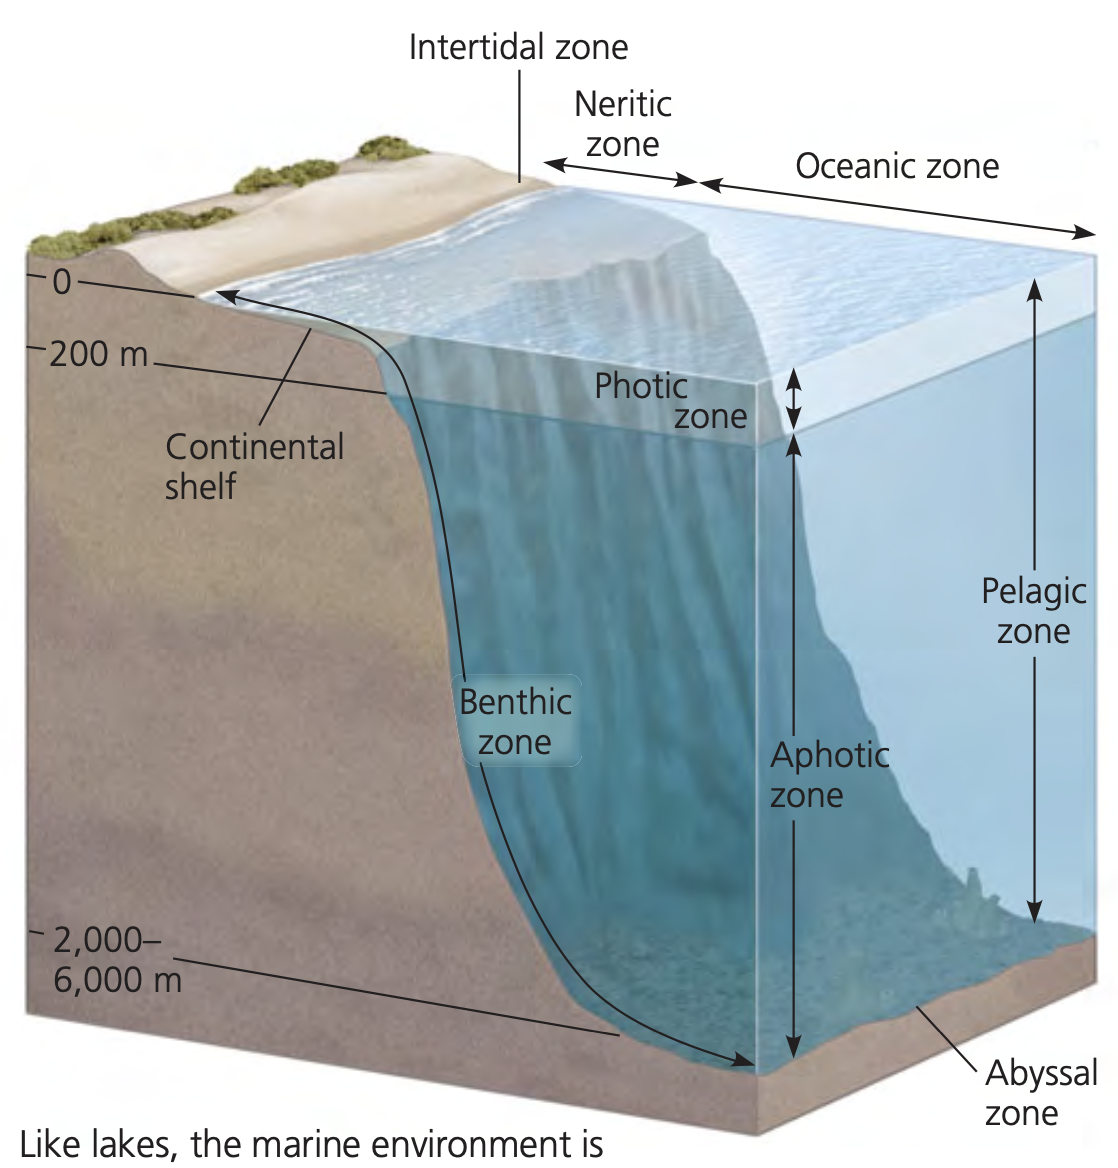 Intertidal zone
Neritic
zone
Oceanic zone
0
200 m
Photic
zone
Continental
shelf
Pelagic
zone
Benthic
zone
Aphotic
zone
2,000–
6,000 m
Abyssal
zone
Like lakes, the marine environment is